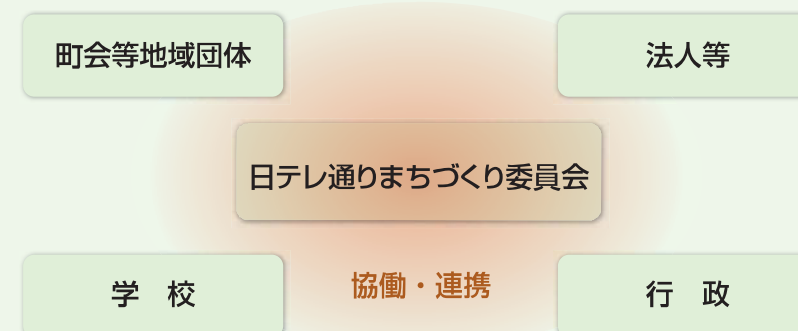 町会等地域団体
法人等
日テレ通りまちづくり委員会
学　校
協働・連携
行　政